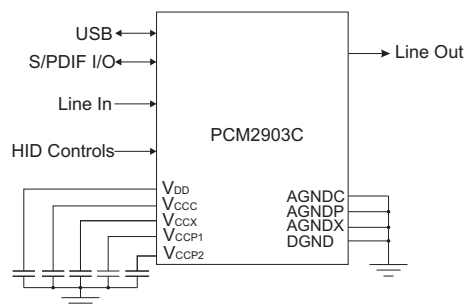 USB
S/PDIF I/O
Line In
HID Controls
PCM2903C
Line Out
VDD
VCCC
VCCX
VCCP1
VCCP2
AGNDC
AGNDP
AGNDX
DGND